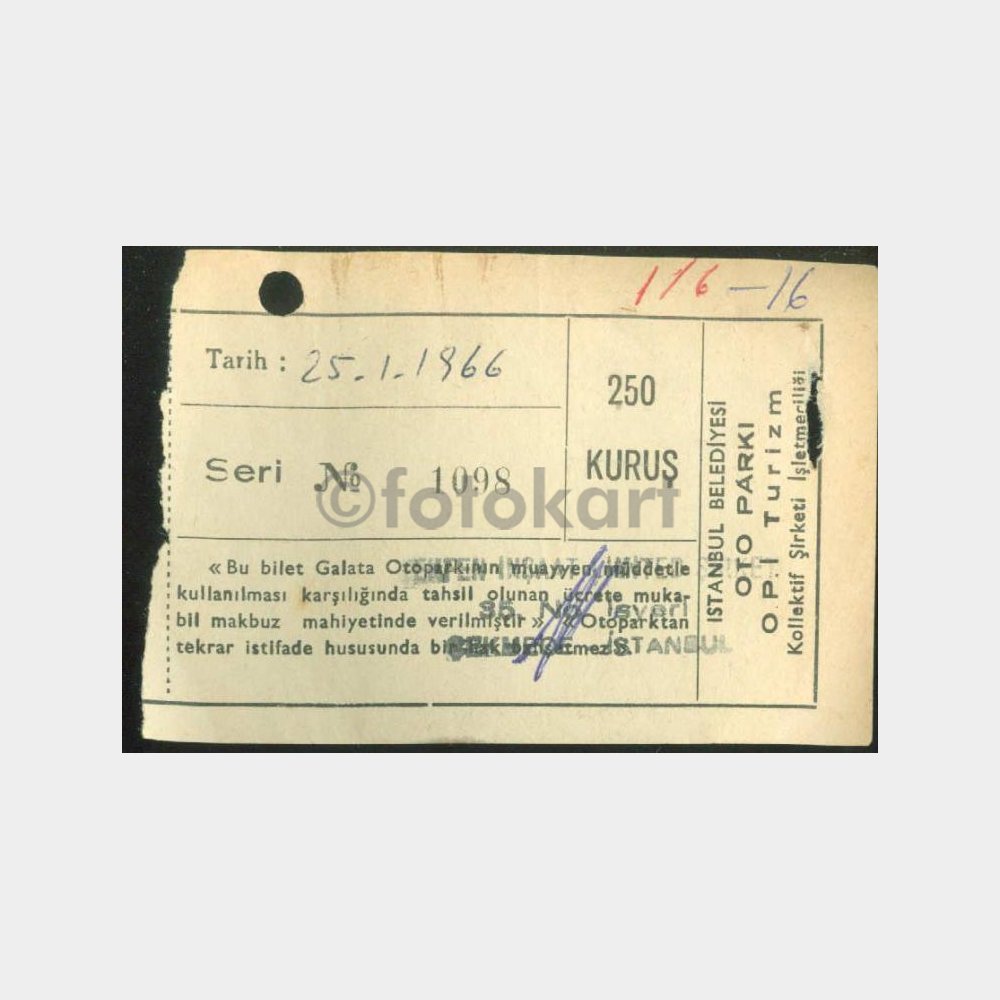 116-16
Tarih : 25.1.1966
Seri № 1098
250
KURUŞ
«Bu bilet Galata Otoparkının muayyen müddetle
kullanılması karşılığında tahsil olunan ücrete muka-
bil makbuz mahiyetinde verilmiştir» «Otoparktan
tekrar istifade hususunda bir hak
İSTANBUL BELEDİYESİ
OTO PARKI
O P.İ Turizm
Kollektif Şirketi İşletmeciliği
İNŞAAT
35. No. İşyeri
İSTANBUL
©fotokart